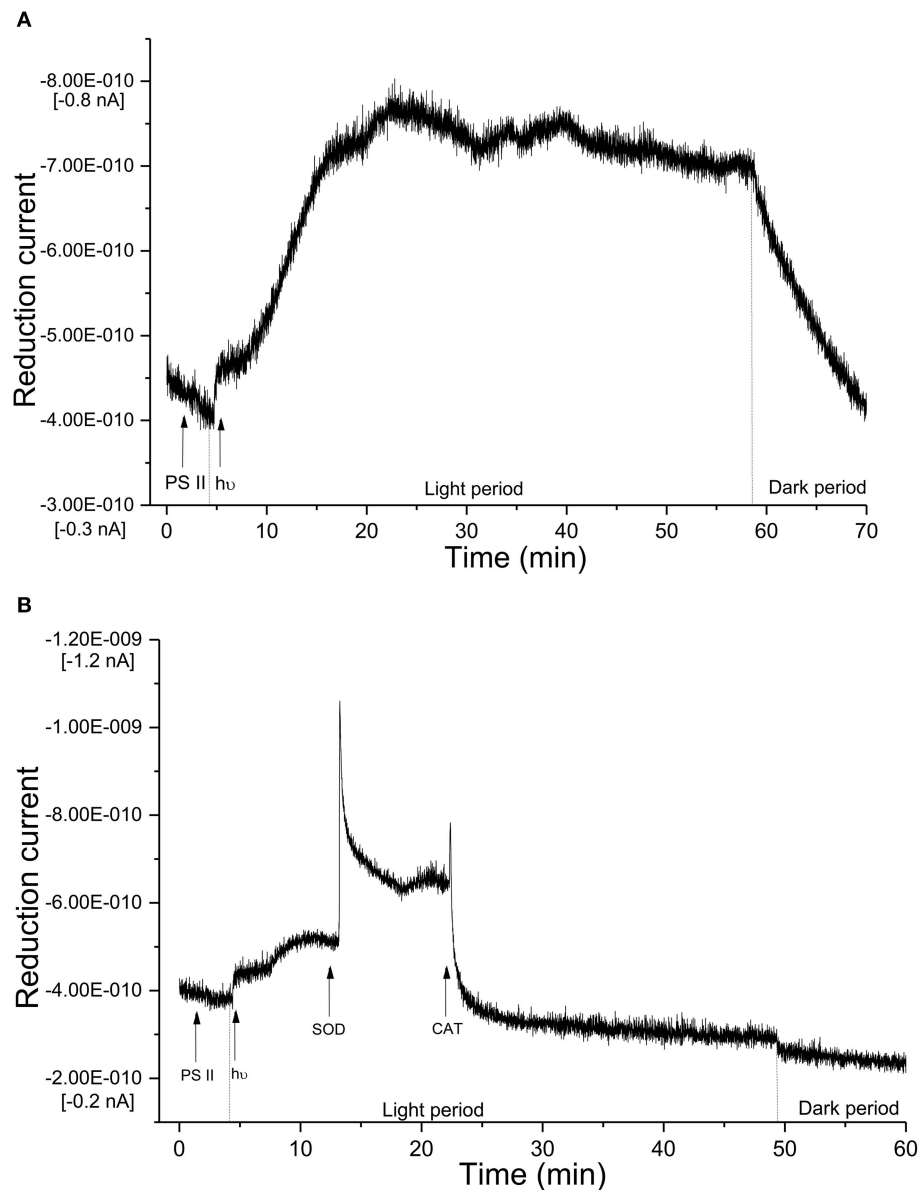 A
-8.00E-010
[-0.8 nA]
-7.00E-010
-6.00E-010
-5.00E-010
-4.00E-010
-3.00E-010
[-0.3 nA]
Reduction current
PS II hυ
Light period
Dark period
0 10 20 30 40 50 60 70
Time (min)
B
-1.20E-009
[-1.2 nA]
-1.00E-009
-8.00E-010
-6.00E-010
-4.00E-010
-2.00E-010
[-0.2 nA]
Reduction current
SOD
CAT
PS II hυ
Light period
Dark period
0 10 20 30 40 50 60
Time (min)